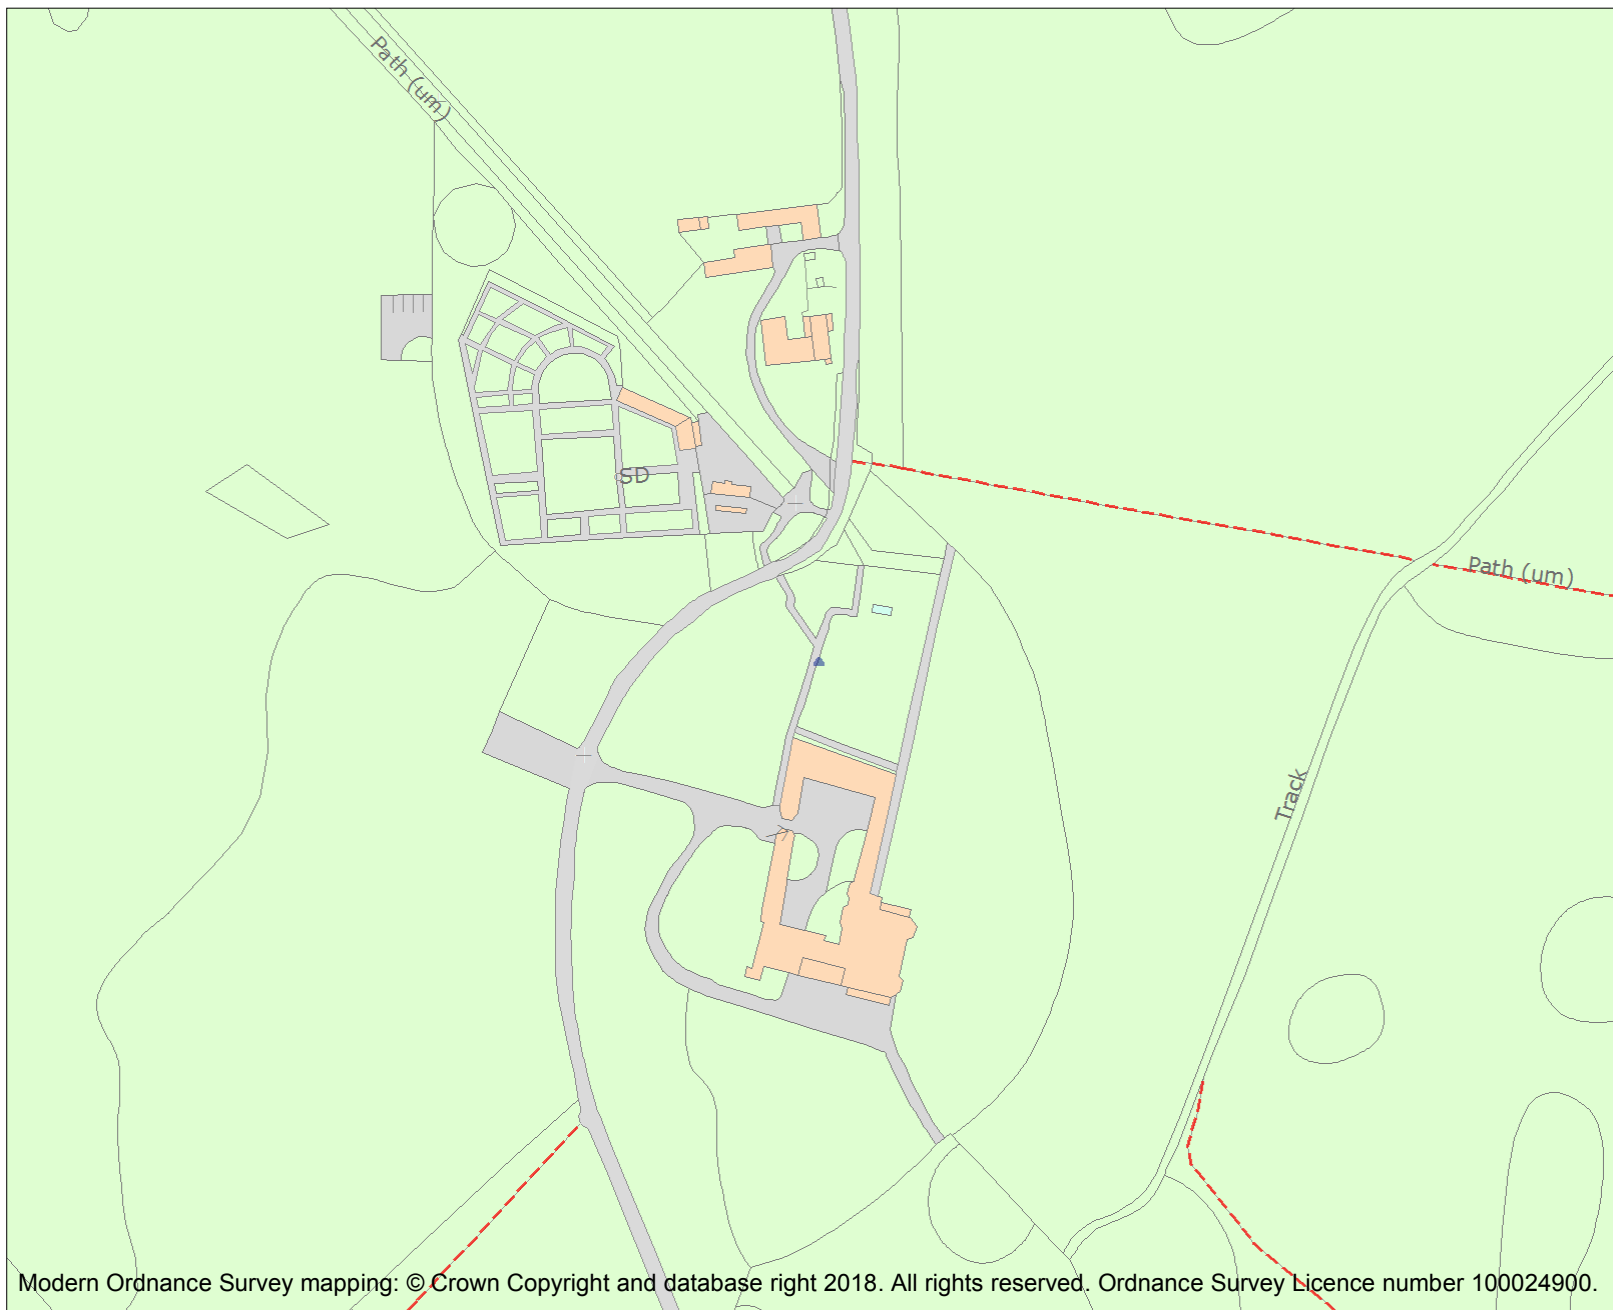 Path (um)
SD
Path (um)
Track
Modern Ordnance Survey mapping: © Crown Copyright and database right 2018. All rights reserved. Ordnance Survey Licence number 100024900.